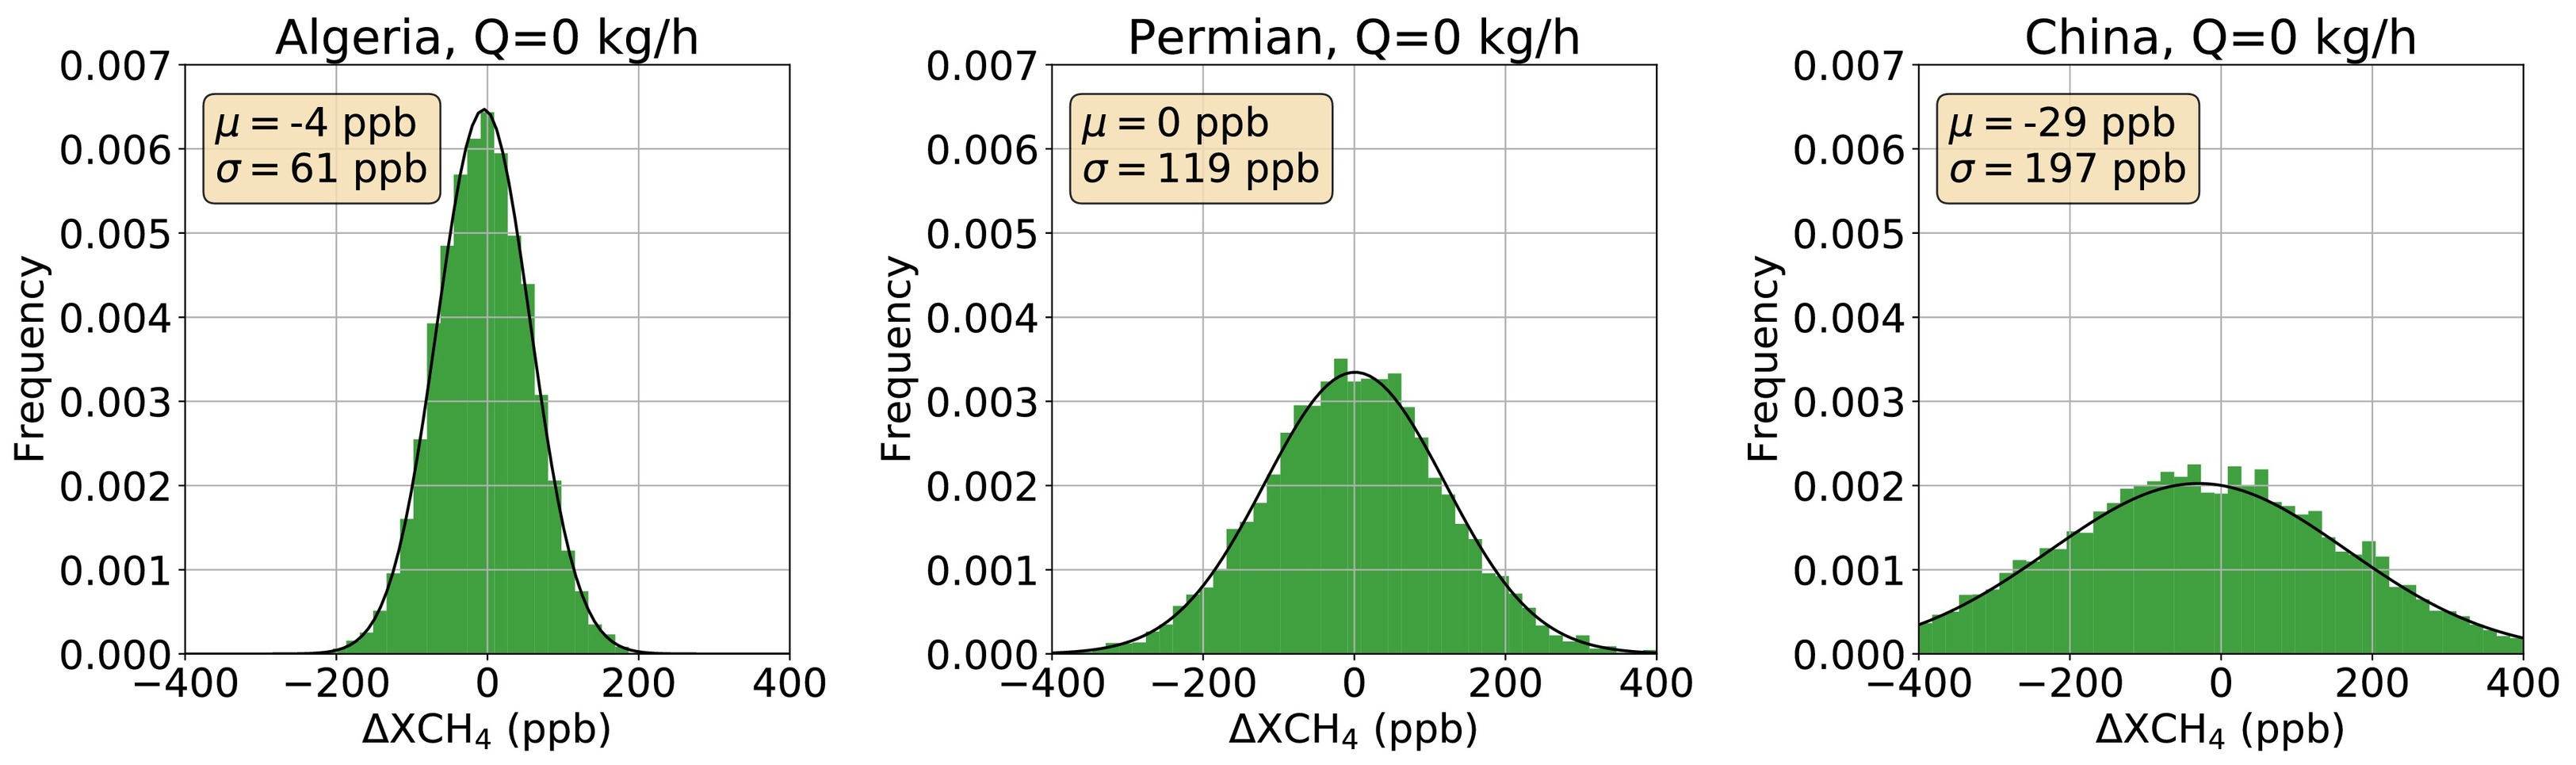 Algeria, Q=0 kg/h
0.007
0.006
0.005
0.004
0.003
0.002
0.001
0.000
Frequency
μ = -4 ppb
σ = 61 ppb
−400 −200 0 200 400
ΔXCH₄ (ppb)
Permian, Q=0 kg/h
0.007
0.006
0.005
0.004
0.003
0.002
0.001
0.000
Frequency
μ = 0 ppb
σ = 119 ppb
−400 −200 0 200 400
ΔXCH₄ (ppb)
China, Q=0 kg/h
0.007
0.006
0.005
0.004
0.003
0.002
0.001
0.000
Frequency
μ = -29 ppb
σ = 197 ppb
−400 −200 0 200 400
ΔXCH₄ (ppb)